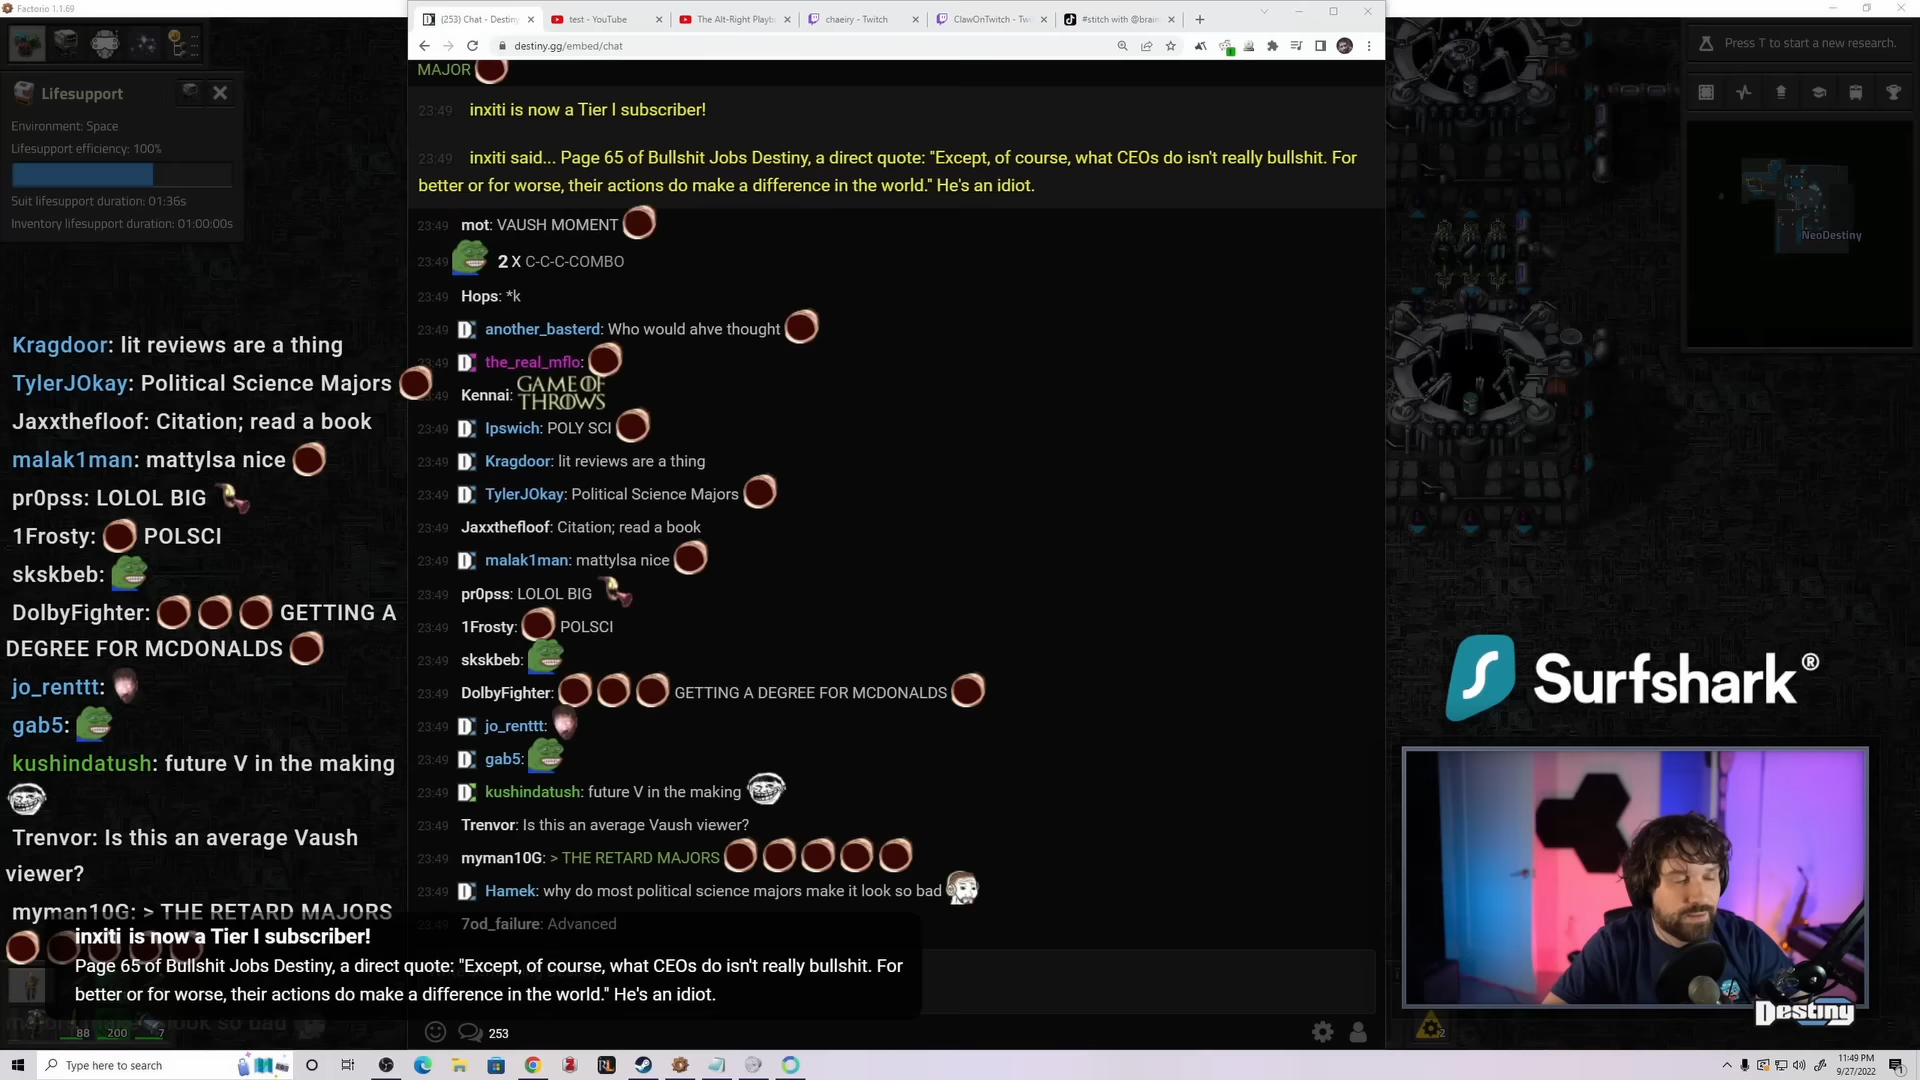 Factorio 1.1.69
(253) Chat - Destiny
test - YouTube
The Alt-Right Playb
chaeiry - Twitch
ClawOnTwitch - Tw
#stitch with @brain
destiny.gg/embed/chat
Press T to start a new research.
Lifesupport
Environment: Space
Lifesupport efficiency: 100%
Suit lifesupport duration: 01:36s
Inventory lifesupport duration: 01:00:00s
NeoDestiny
MAJOR
23:49 inxiti is now a Tier I subscriber!
23:49 inxiti said... Page 65 of Bullshit Jobs Destiny, a direct quote: "Except, of course, what CEOs do isn't really bullshit. For
better or for worse, their actions do make a difference in the world." He's an idiot.
23:49 mot: VAUSH MOMENT
23:49 2 X C-C-C-COMBO
23:49 Hops: *k
23:49 another_basterd: Who would ahve thought
23:49 the_real_mflo:
23:49 Kennai: GAME OF
THROWS
23:49 Ipswich: POLY SCI
23:49 Kragdoor: lit reviews are a thing
23:49 TylerJOkay: Political Science Majors
23:49 Jaxxthefloof: Citation; read a book
23:49 malak1man: mattylsa nice
23:49 pr0pss: LOLOL BIG
23:49 1Frosty: POLSCI
23:49 skskbeb:
23:49 DolbyFighter: GETTING A DEGREE FOR MCDONALDS
23:49 jo_renttt:
23:49 gab5:
23:49 kushindatush: future V in the making
23:49 Trenvor: Is this an average Vaush viewer?
23:49 myman10G: > THE RETARD MAJORS
23:49 Hamek: why do most political science majors make it look so bad
23:49 7od_failure: Advanced
253
Kragdoor: lit reviews are a thing
TylerJOkay: Political Science Majors
Jaxxthefloof: Citation; read a book
malak1man: mattylsa nice
pr0pss: LOLOL BIG
1Frosty: POLSCI
skskbeb:
DolbyFighter: GETTING A
DEGREE FOR MCDONALDS
jo_renttt:
gab5:
kushindatush: future V in the making
Trenvor: Is this an average Vaush
viewer?
myman10G: > THE RETARD MAJORS
inxiti is now a Tier I subscriber!
Page 65 of Bullshit Jobs Destiny, a direct quote: "Except, of course, what CEOs do isn't really bullshit. For
better or for worse, their actions do make a difference in the world." He's an idiot.
look so bad
88 200 7
Surfshark®
Destiny
2
Type here to search
11:49 PM
9/27/2022